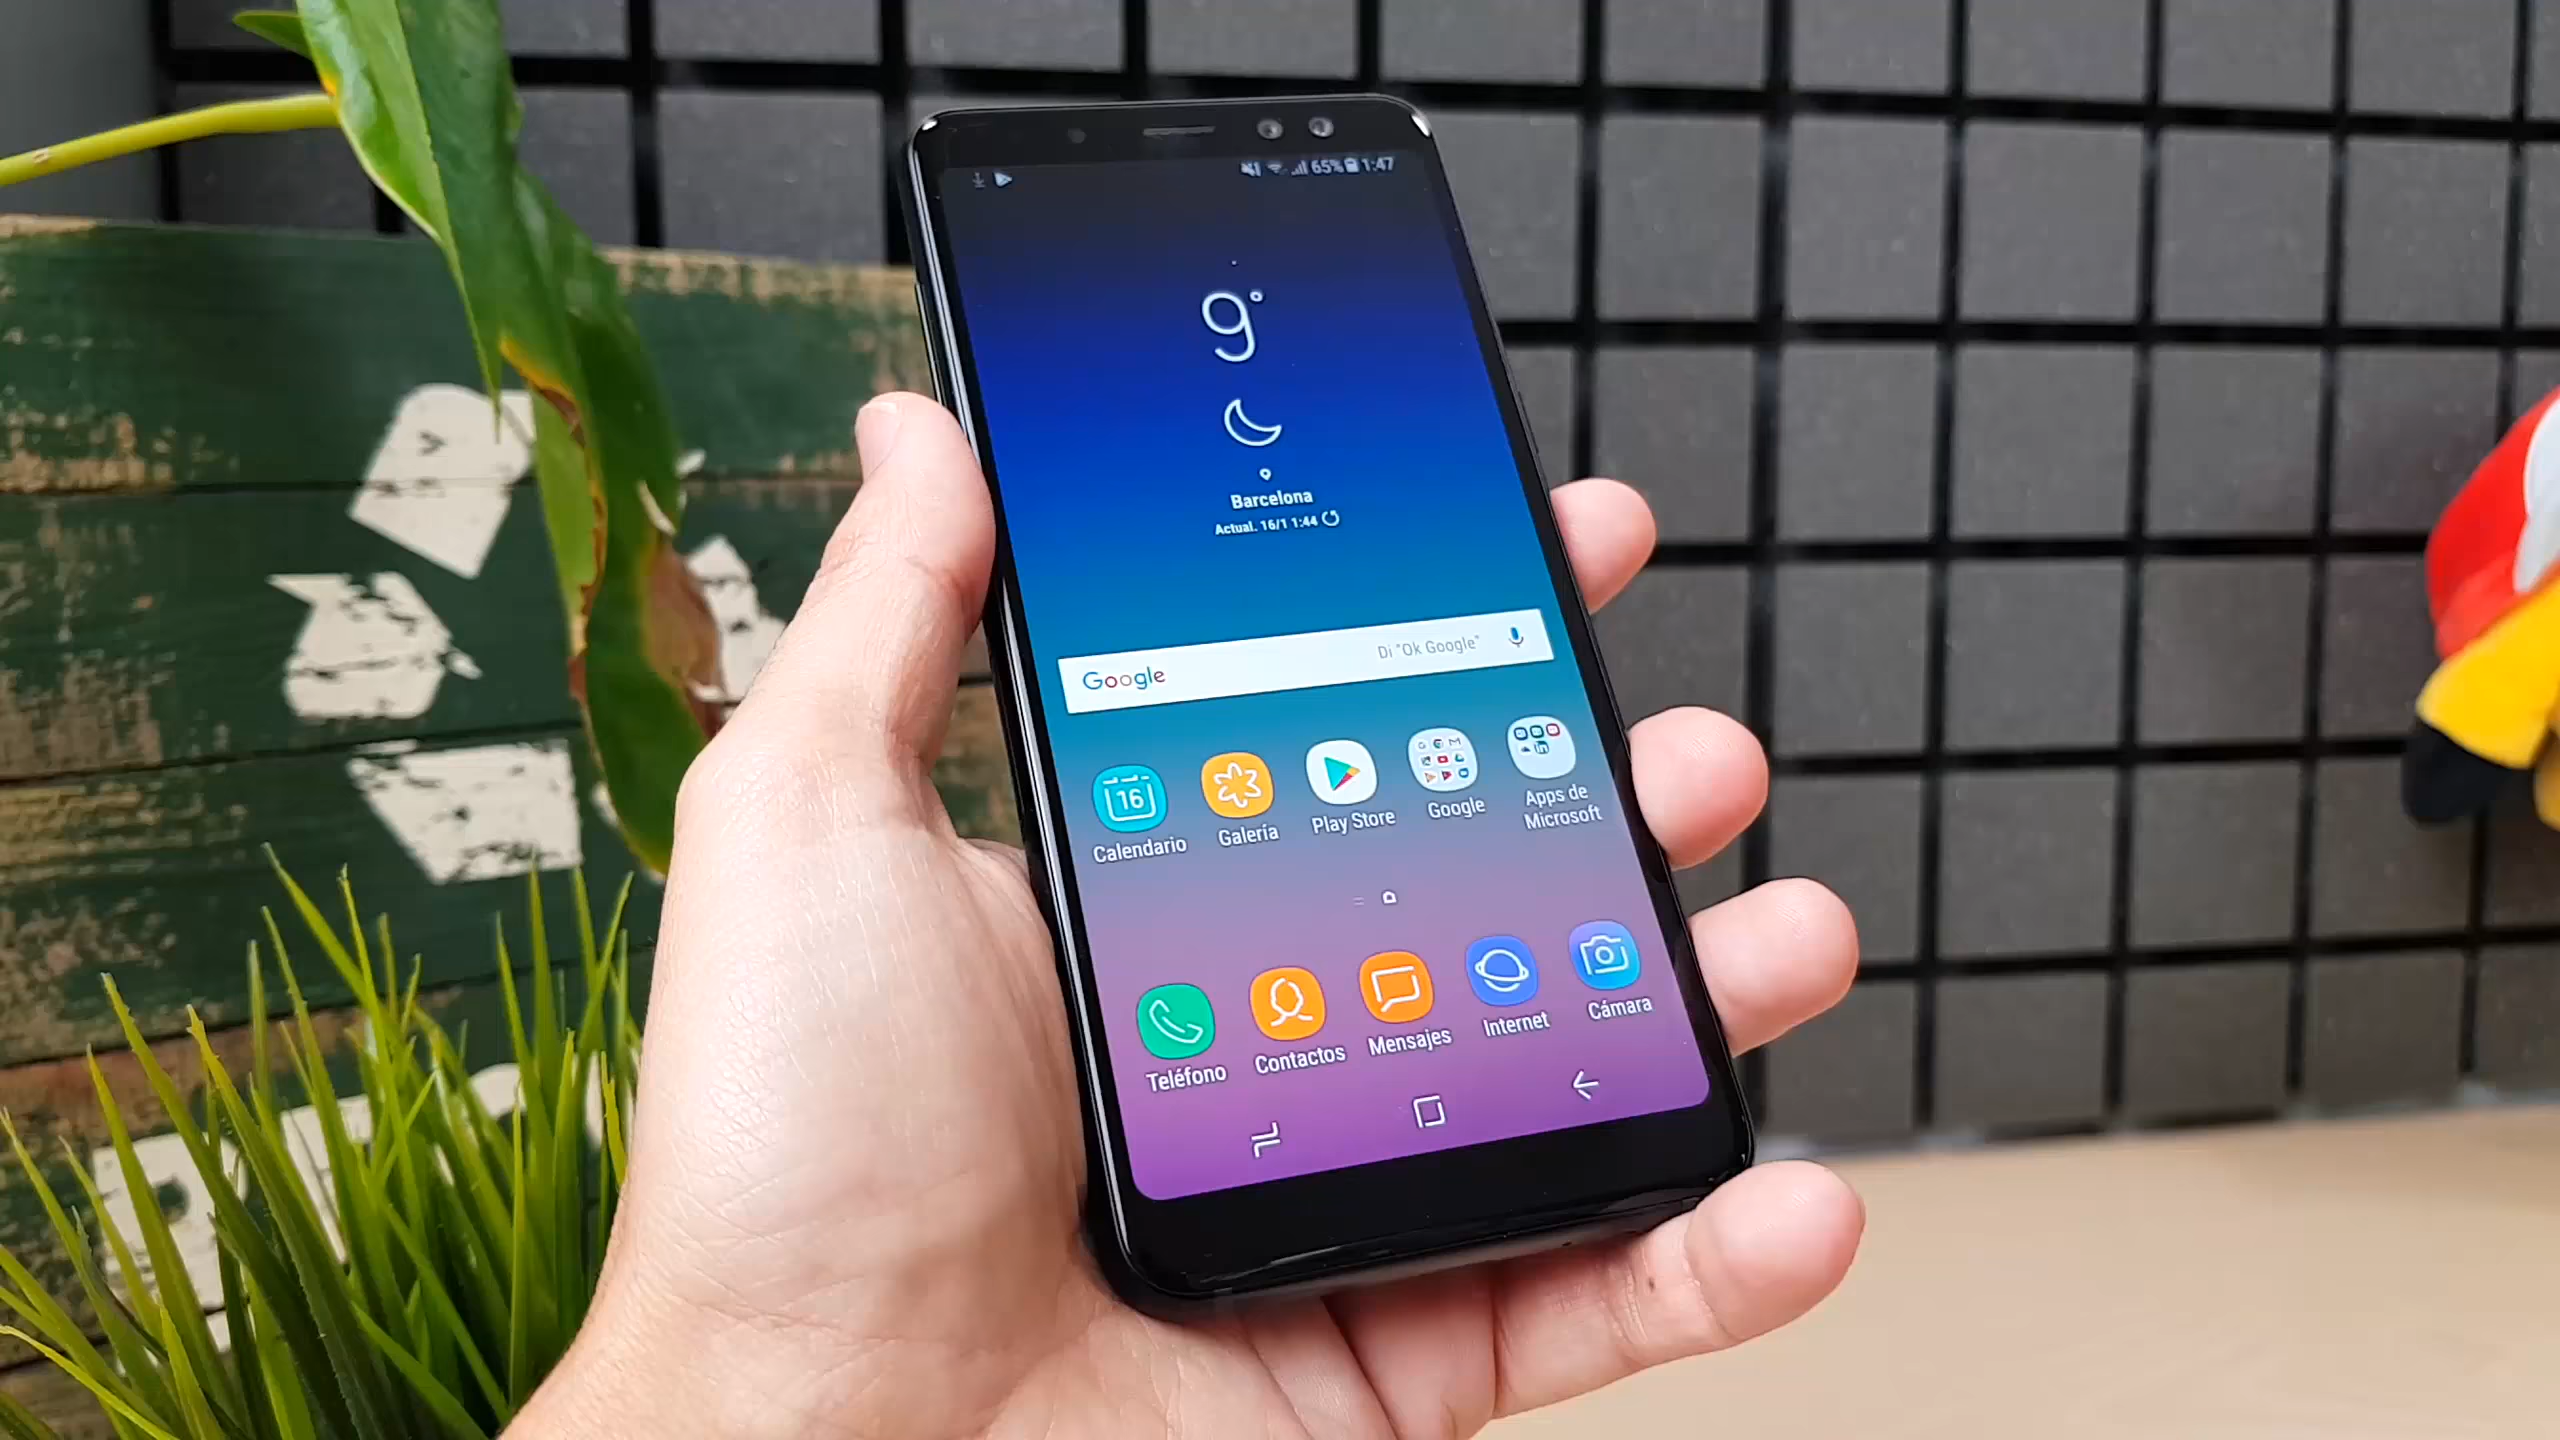 65% 1:47
9°
Barcelona
Actual. 16/1 1:44
Google Di "Ok Google"
16
Calendario Galería Play Store Google Apps de
Microsoft
Teléfono Contactos Mensajes Internet Cámara